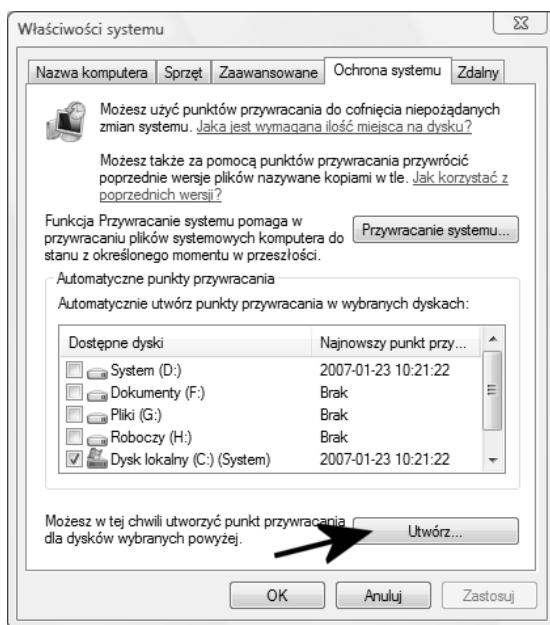 Właściwości systemu
Nazwa komputera Sprzęt Zaawansowane Ochrona systemu Zdalny
Możesz użyć punktów przywracania do cofnięcia niepożądanych
zmian systemu. Jaka jest wymagana ilość miejsca na dysku?
Możesz także za pomocą punktów przywracania przywrócić
poprzednie wersje plików nazywane kopiami w tle. Jak korzystać z
poprzednich wersji?
Funkcja Przywracanie systemu pomaga w
przywracaniu plików systemowych komputera do
stanu z określonego momentu w przeszłości.
Przywracanie systemu...
Automatyczne punkty przywracania
Automatycznie utwórz punkty przywracania w wybranych dyskach:
Dostępne dyski Najnowszy punkt przy...
System (D:) 2007-01-23 10:21:22
Dokumenty (F:) Brak
Pliki (G:) Brak
Roboczy (H:) Brak
Dysk lokalny (C:) (System) 2007-01-23 10:21:22
Możesz w tej chwili utworzyć punkt przywracania
dla dysków wybranych powyżej.
Utwórz...
OK Anuluj Zastosuj